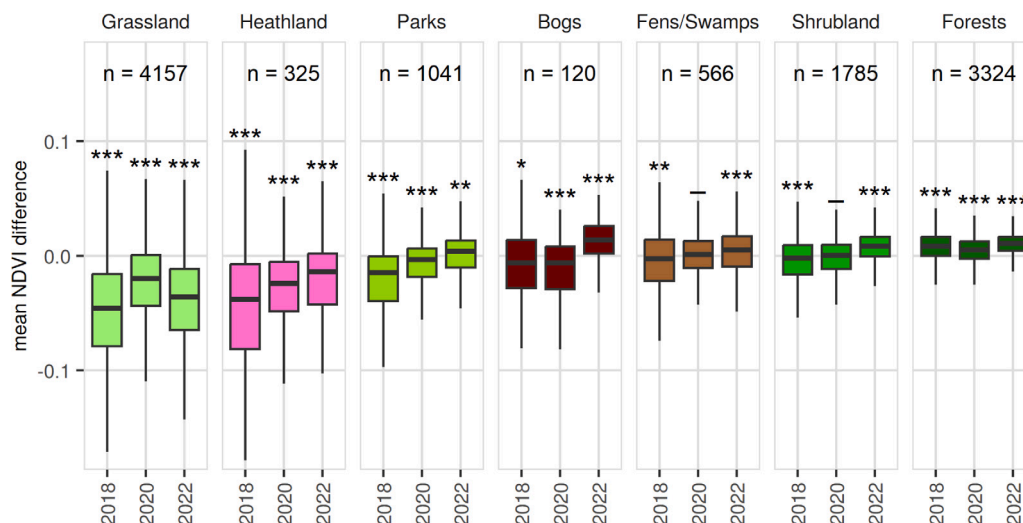 Grassland Heathland Parks Bogs Fens/Swamps Shrubland Forests
n = 4157 n = 325 n = 1041 n = 120 n = 566 n = 1785 n = 3324
*** *** *** *** *** *** *** *** ** * *** *** ** – *** *** – *** *** *** ***
mean NDVI difference
0.1
0.0
-0.1
2018 2020 2022 2018 2020 2022 2018 2020 2022 2018 2020 2022 2018 2020 2022 2018 2020 2022 2018 2020 2022